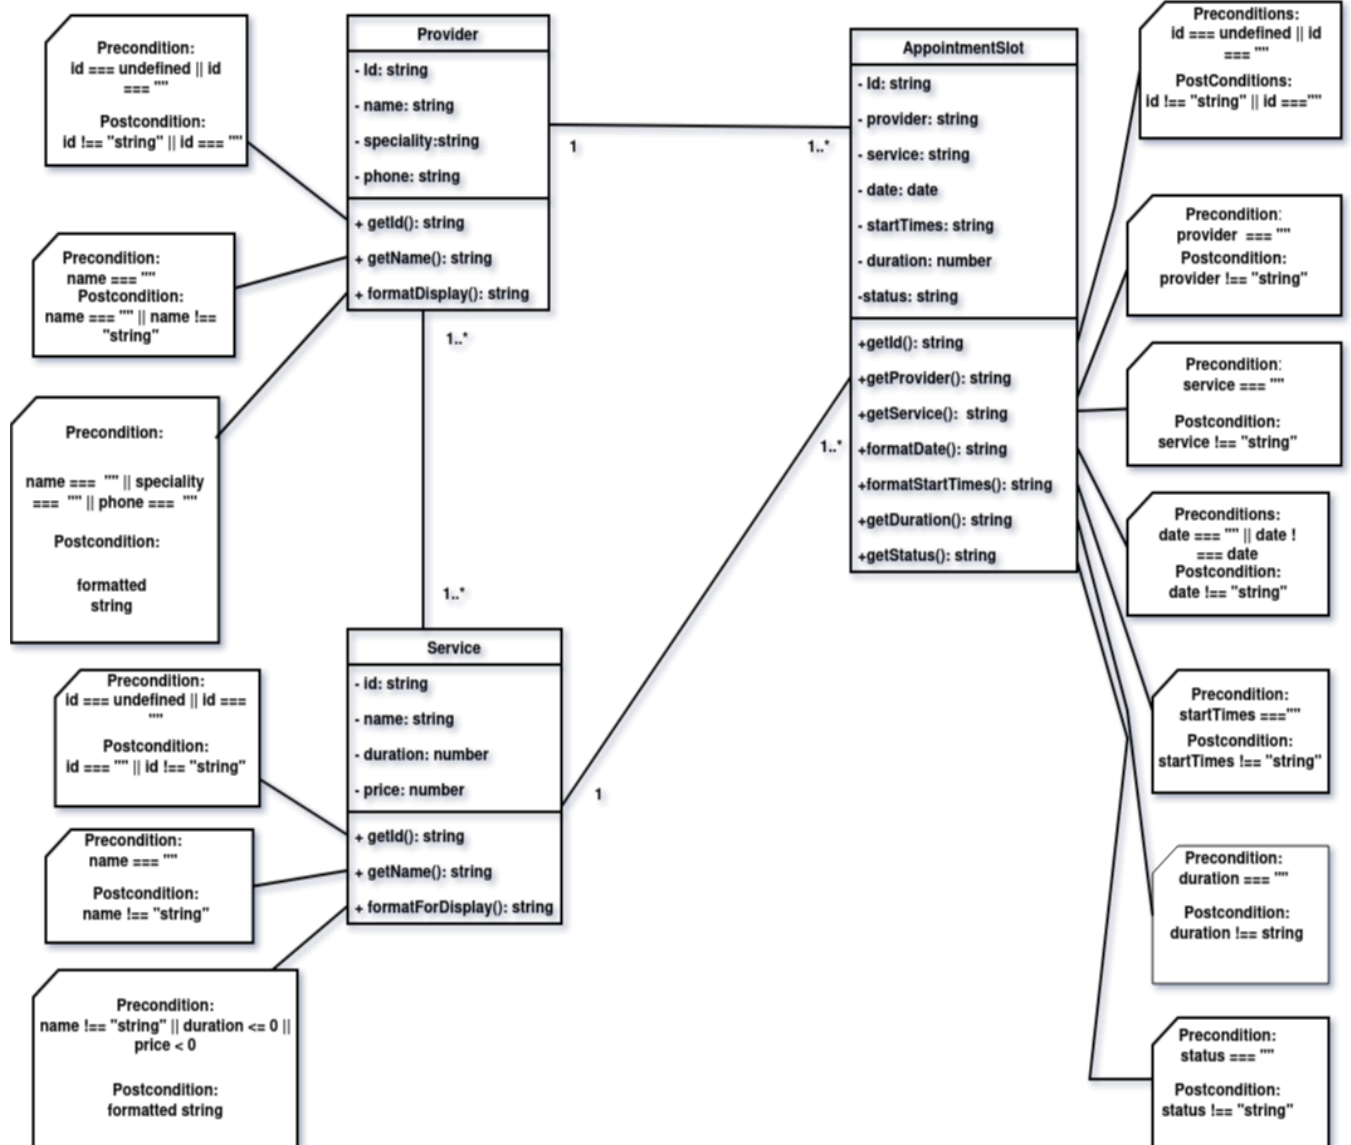 Precondition:
id === undefined || id
=== ""
Postcondition:
id !== "string" || id === ""
Precondition:
name === ""
Postcondition:
name === "" || name !==
"string"
Precondition:
name === "" || speciality
=== "" || phone === ""
Postcondition:
formatted
string
Provider
- Id: string
- name: string
- speciality:string
- phone: string
+ getId(): string
+ getName(): string
+ formatDisplay(): string
1
1..*
1..*
1..*
1..*
1
AppointmentSlot
- Id: string
- provider: string
- service: string
- date: date
- startTimes: string
- duration: number
-status: string
+getId(): string
+getProvider(): string
+getService(): string
+formatDate(): string
+formatStartTimes(): string
+getDuration(): string
+getStatus(): string
Preconditions:
id === undefined || id
=== ""
PostConditions:
id !== "string" || id ===""
Precondition:
provider === ""
Postcondition:
provider !== "string"
Precondition:
service === ""
Postcondition:
service !== "string"
Preconditions:
date === "" || date !
=== date
Postcondition:
date !== "string"
Precondition:
startTimes ===""
Postcondition:
startTimes !== "string"
Precondition:
duration === ""
Postcondition:
duration !== string
Precondition:
status === ""
Postcondition:
status !== "string"
Service
- id: string
- name: string
- duration: number
- price: number
+ getId(): string
+ getName(): string
+ formatForDisplay(): string
Precondition:
id === undefined || id ===
""
Postcondition:
id === "" || id !== "string"
Precondition:
name === ""
Postcondition:
name !== "string"
Precondition:
name !== "string" || duration <= 0 ||
price < 0
Postcondition:
formatted string